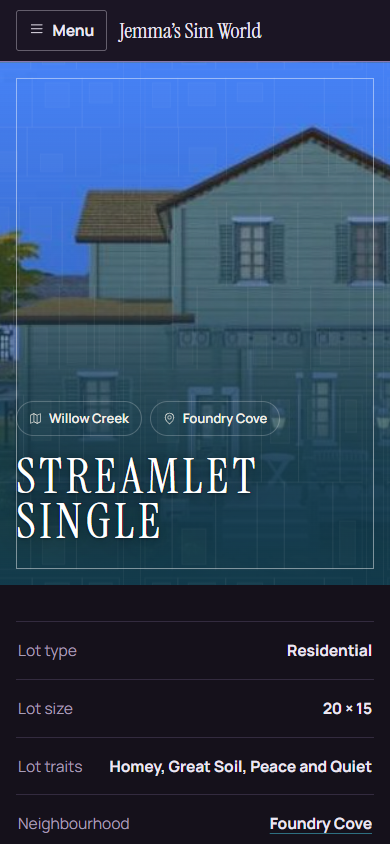 Menu
Jemma's Sim World
Willow Creek
Foundry Cove
STREAMLET
SINGLE
Lot type
Residential
Lot size
20 × 15
Lot traits
Homey, Great Soil, Peace and Quiet
Neighbourhood
Foundry Cove